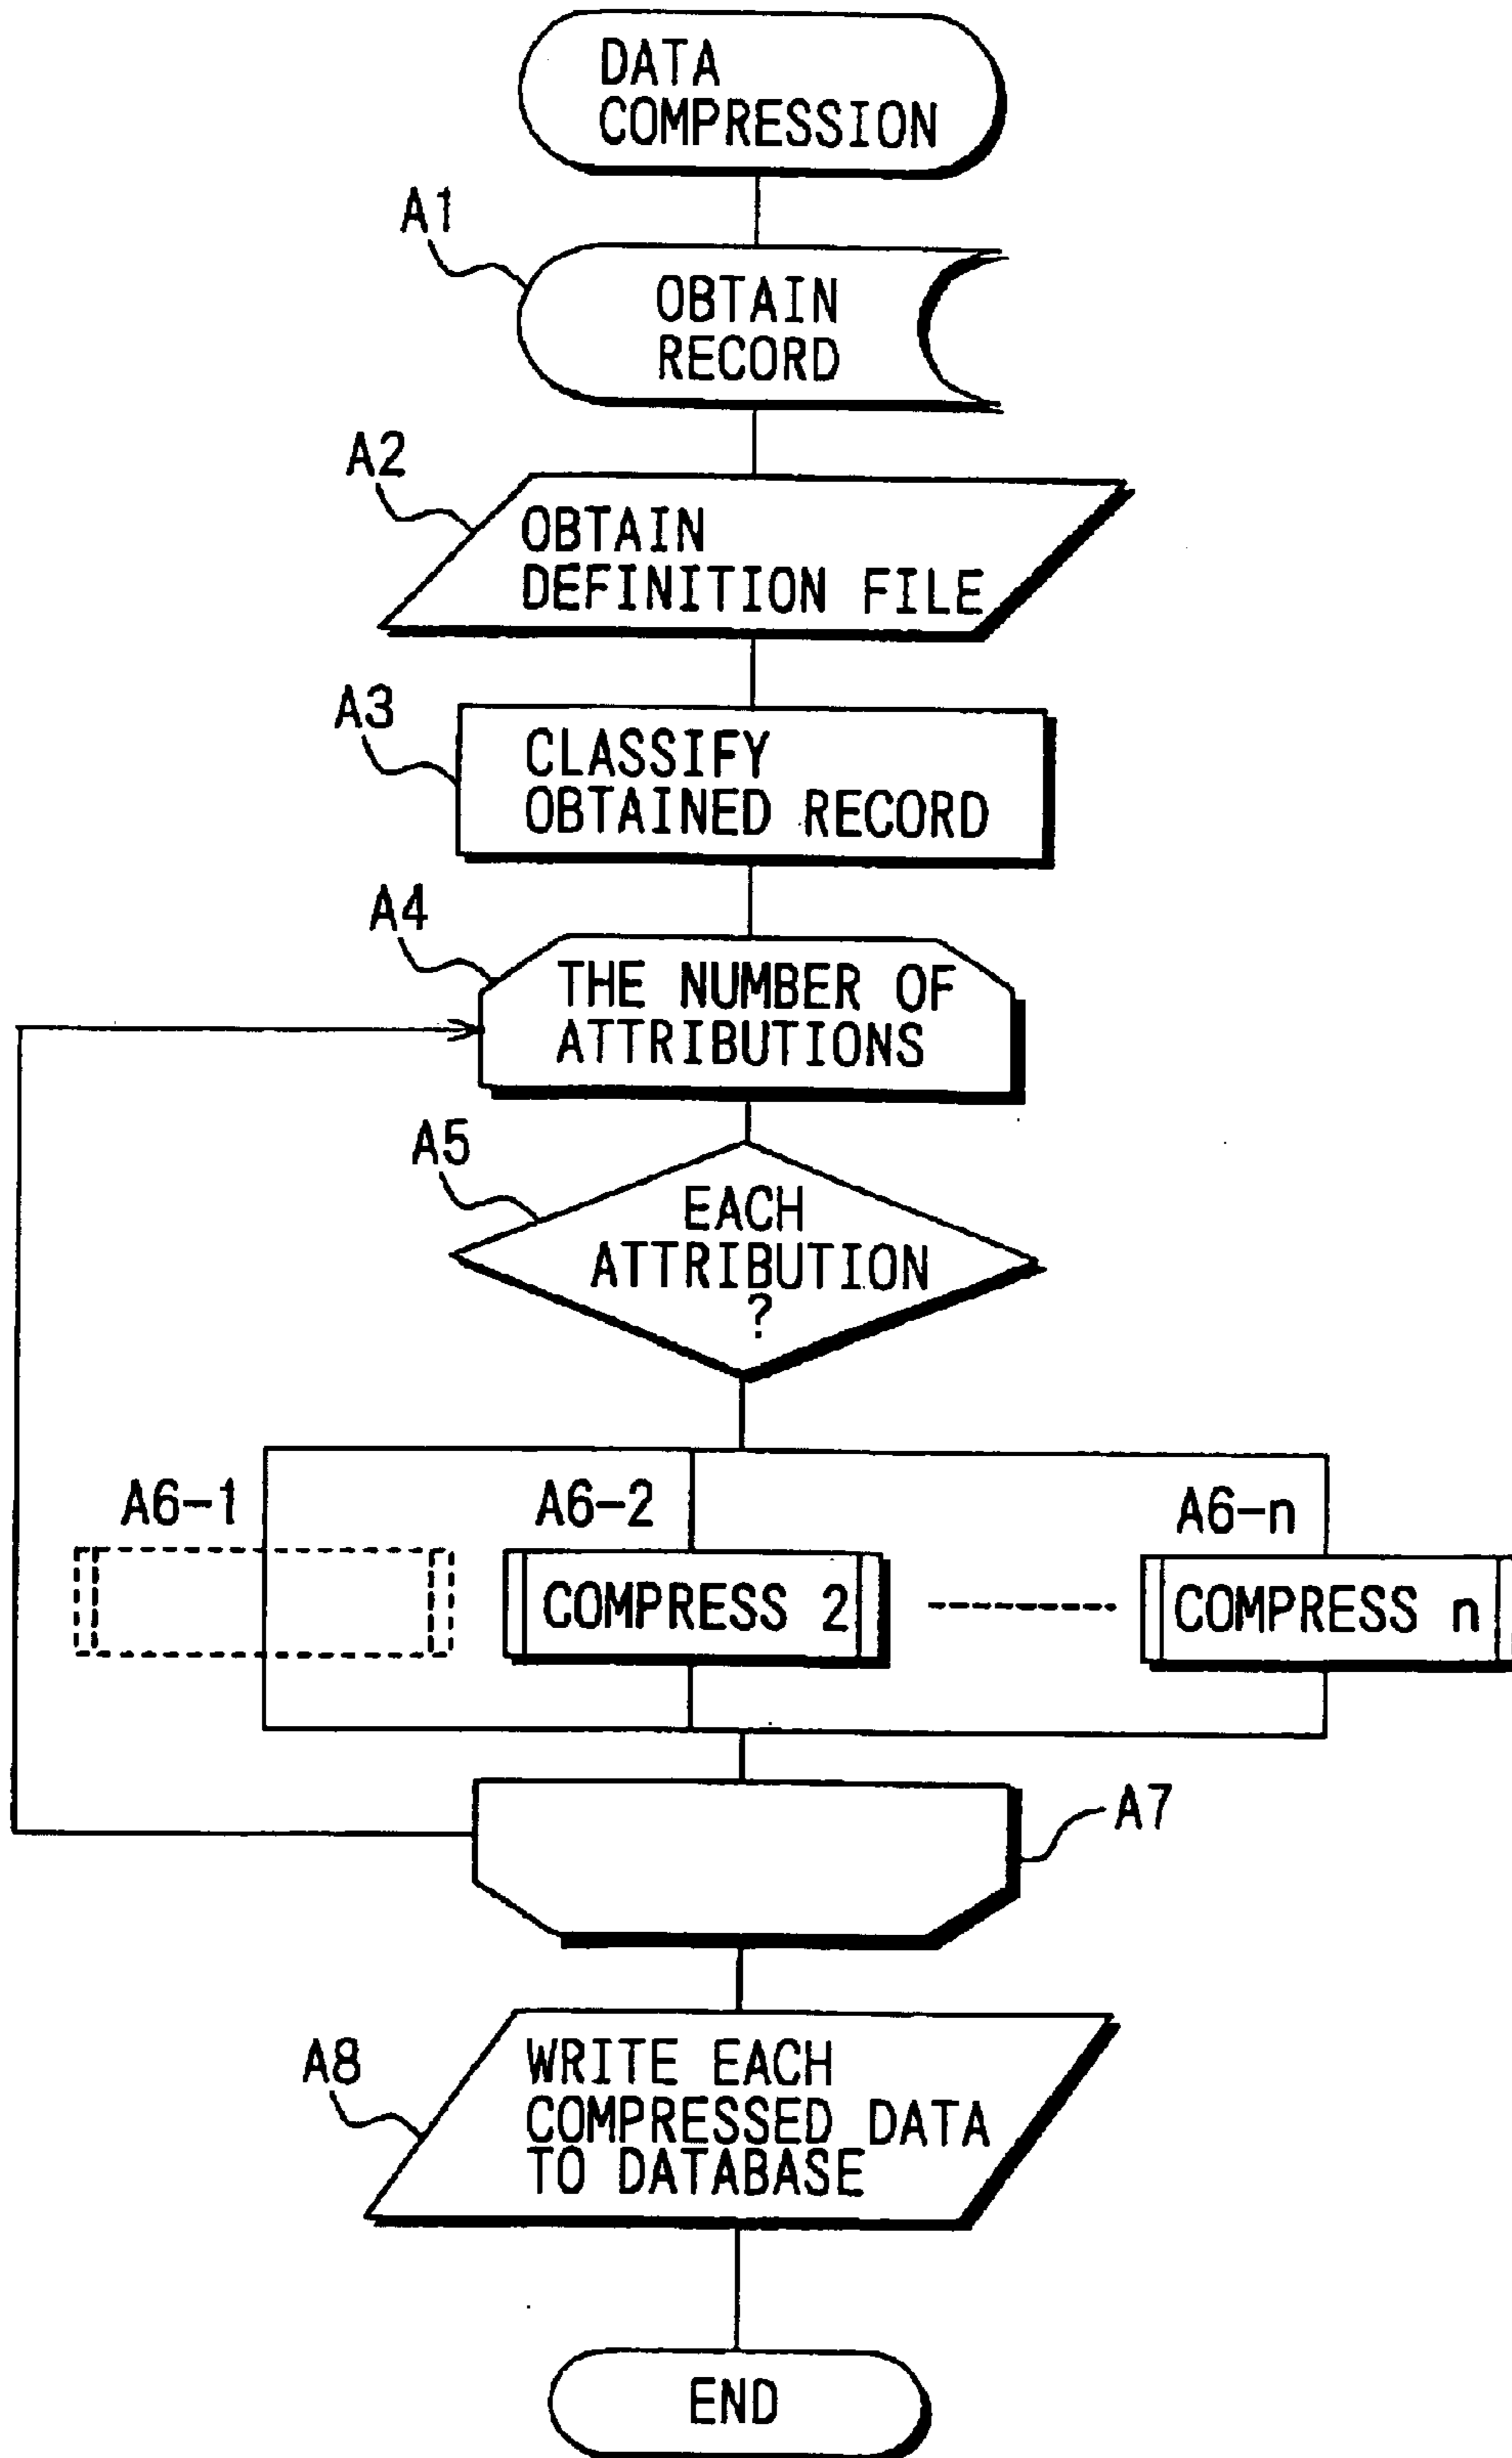 DATA
COMPRESSION
A1
OBTAIN
RECORD
A2
OBTAIN
DEFINITION FILE
A3
CLASSIFY
OBTAINED RECORD
A4
THE NUMBER OF
ATTRIBUTIONS
A5
EACH
ATTRIBUTION
?
A6-1
A6-2
A6-n
COMPRESS 2
COMPRESS n
A7
A8
WRITE EACH
COMPRESSED DATA
TO DATABASE
END